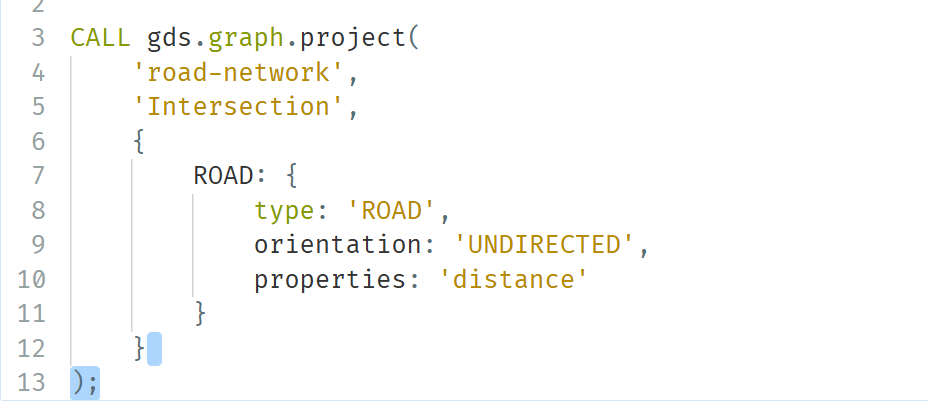 2
3 CALL gds.graph.project(
4 'road-network',
5 'Intersection',
6 {
7 ROAD: {
8 type: 'ROAD',
9 orientation: 'UNDIRECTED',
10 properties: 'distance'
11 }
12 }
13 );